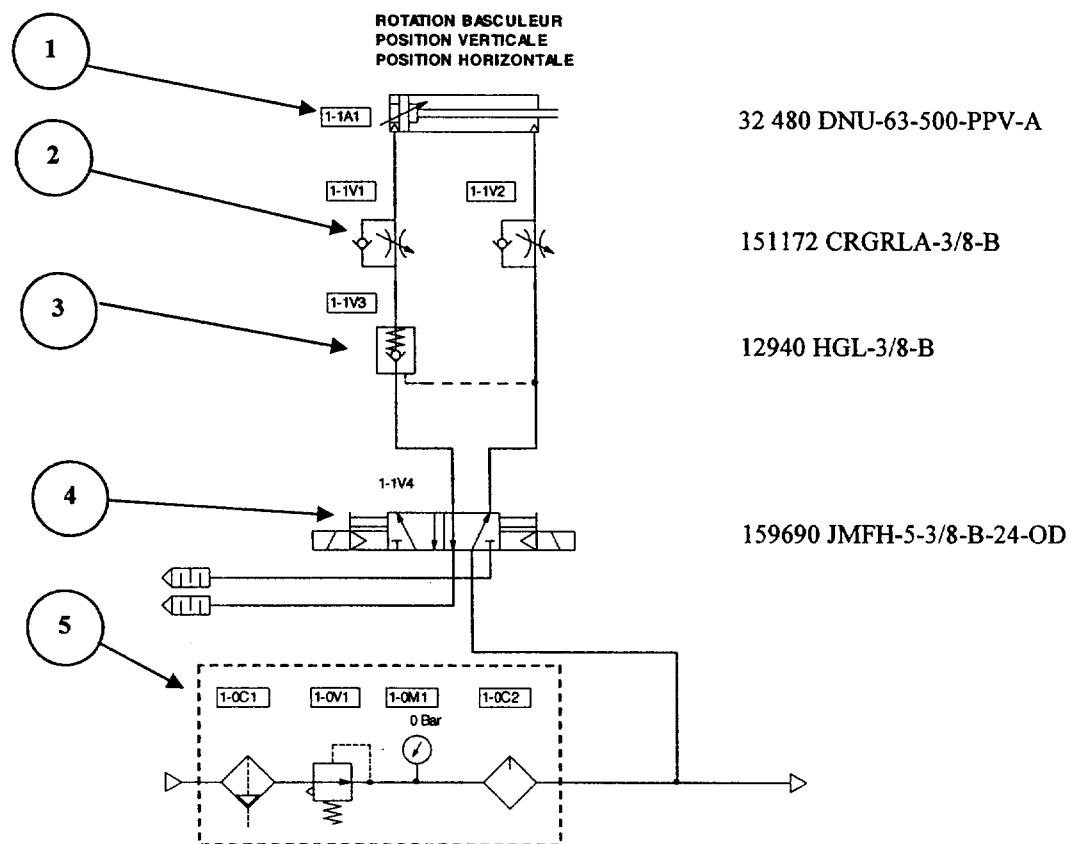 ROTATION BASCULEUR
POSITION VERTICALE
POSITION HORIZONTALE
1
1-1A1
32 480 DNU-63-500-PPV-A
2
1-1V1
1-1V2
151172 CRGRLA-3/8-B
3
1-1V3
12940 HGL-3/8-B
4
1-1V4
159690 JMFH-5-3/8-B-24-OD
5
1-0C1
1-0V1
1-0M1
1-0C2
0 Bar